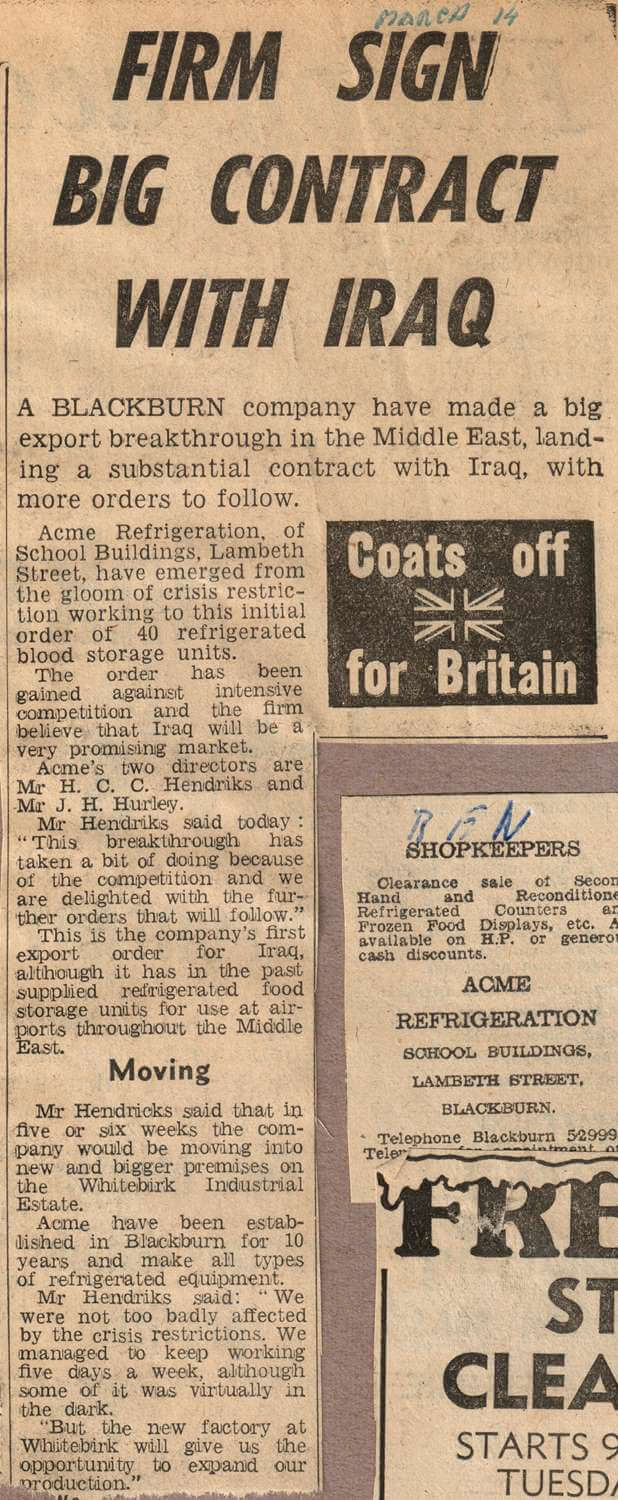 MARCH 14
FIRM SIGN
BIG CONTRACT
WITH IRAQ
A BLACKBURN company have made a big
export breakthrough in the Middle East, land-
ing a substantial contract with Iraq, with
more orders to follow.
Acme Refrigeration, of
School Buildings, Lambeth
Street, have emerged from
the gloom of crisis restric-
tion working to this initial
order of 40 refrigerated
blood storage units.
The order has been
gained against intensive
competition and the firm
believe that Iraq will be a
very promising market.
Acme's two directors are
Mr H. C. C. Hendriks and
Mr J. H. Hurley.
Mr Hendriks said today :
“This breakthrough has
taken a bit of doing because
of the competition and we
are delighted with the fur-
ther orders that will follow.”
This is the company's first
export order for Iraq,
although it has in the past
supplied refrigerated food
storage units for use at air-
ports throughout the Middle
East.
Moving
Mr Hendricks said that in
five or six weeks the com-
pany would be moving into
new and bigger premises on
the Whitebirk Industrial
Estate.
Acme have been estab-
lished in Blackburn for 10
years and make all types
of refrigerated equipment.
Mr Hendriks said: “We
were not too badly affected
by the crisis restrictions. We
managed to keep working
five days a week, although
some of it was virtually in
the dark.
“But the new factory at
Whitebirk will give us the
opportunity to expand our
production.”
Coats off
for Britain
SHOPKEEPERS
Clearance sale of Secon
Hand and Reconditione
Refrigerated Counters an
Frozen Food Displays, etc. A
available on H.P. or genero
cash discounts.
ACME
REFRIGERATION
SCHOOL BUILDINGS,
LAMBETH STREET,
BLACKBURN.
Telephone Blackburn 52999
for appointment
FRE
ST
CLEA
STARTS 9
TUESDA